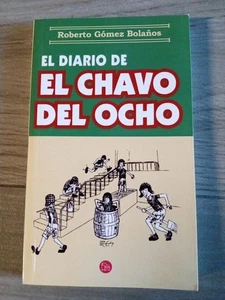 Roberto Gómez Bolaños
EL DIARIO DE
EL CHAVO
DEL OCHO